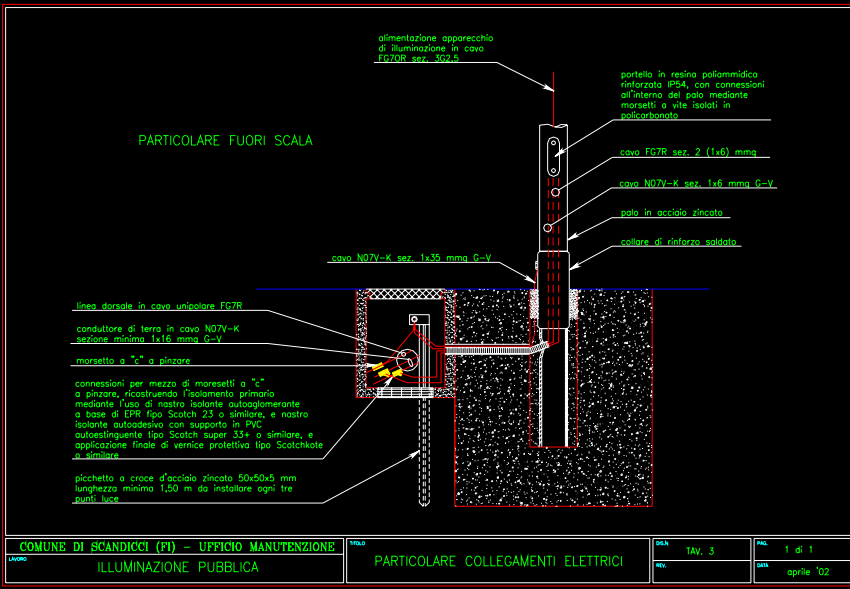 alimentazione apparecchio
di illuminazione in cavo
FG7OR sez. 3G2,5
portello in resina poliammidica
rinforzata IP54, con connessioni
all'interno del palo mediante
morsetti a vite isolati in
policarbonato
PARTICOLARE FUORI SCALA
cavo FG7R sez. 2 (1x6) mmq
cavo N07V-K sez. 1x6 mmq G-V
palo in acciaio zincato
collare di rinforzo saldato
cavo N07V-K sez. 1x35 mmq G-V
linea dorsale in cavo unipolare FG7R
conduttore di terra in cavo N07V-K
sezione minima 1x16 mmq G-V
morsetto a "c" a pinzare
connessioni per mezzo di moresetti a "c"
a pinzare, ricostruendo l'isolamento primario
mediante l'uso di nastro isolante autoagglomerante
a base di EPR tipo Scotch 23 o similare, e nastro
isolante autoadesivo con supporto in PVC
autoestinguente tipo Scotch super 33+ o similare, e
applicazione finale di vernice protettiva tipo Scotchkote
o similare
picchetto a croce d'acciaio zincato 50x50x5 mm
lunghezza minima 1,50 m da installare ogni tre
punti luce
COMUNE DI SCANDICCI (FI) - UFFICIO MANUTENZIONE
LAVORO
ILLUMINAZIONE PUBBLICA
TITOLO
PARTICOLARE COLLEGAMENTI ELETTRICI
DIS.N.
TAV. 3
REV.
PAG.
1 di 1
DATA
aprile '02